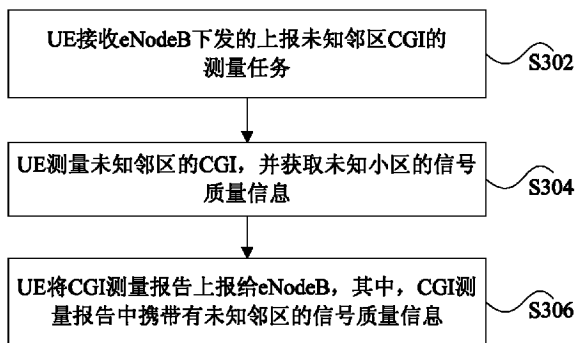 UE接收eNodeB下发的上报未知邻区CGI的
测量任务
S302
UE测量未知邻区的CGI，并获取未知小区的信号
质量信息
S304
UE将CGI测量报告上报给eNodeB，其中，CGI测
量报告中携带有未知邻区的信号质量信息
S306